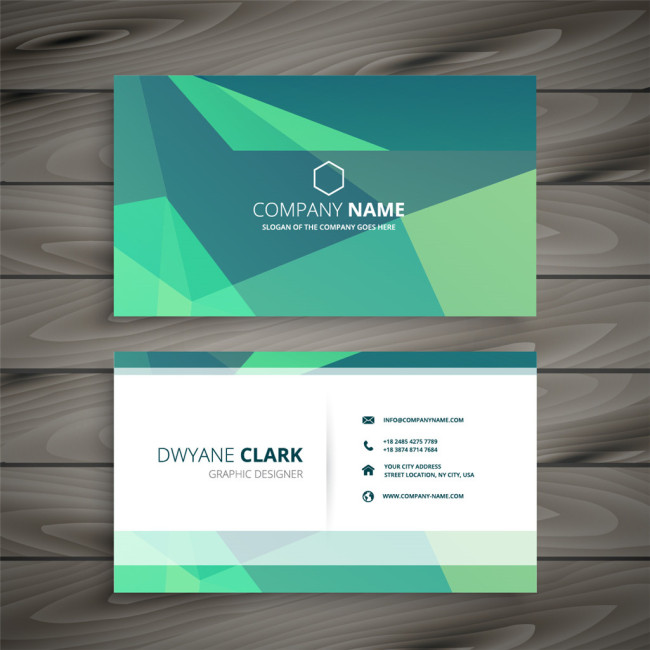 COMPANY NAME
SLOGAN OF THE COMPANY GOES HERE
DWYANE CLARK
GRAPHIC DESIGNER
INFO@COMPANYNAME.COM
+18 2485 4275 7789
+18 3874 8714 7684
YOUR CITY ADDRESS
STREET LOCATION, NY CITY, USA
WWW.COMPANY-NAME.COM